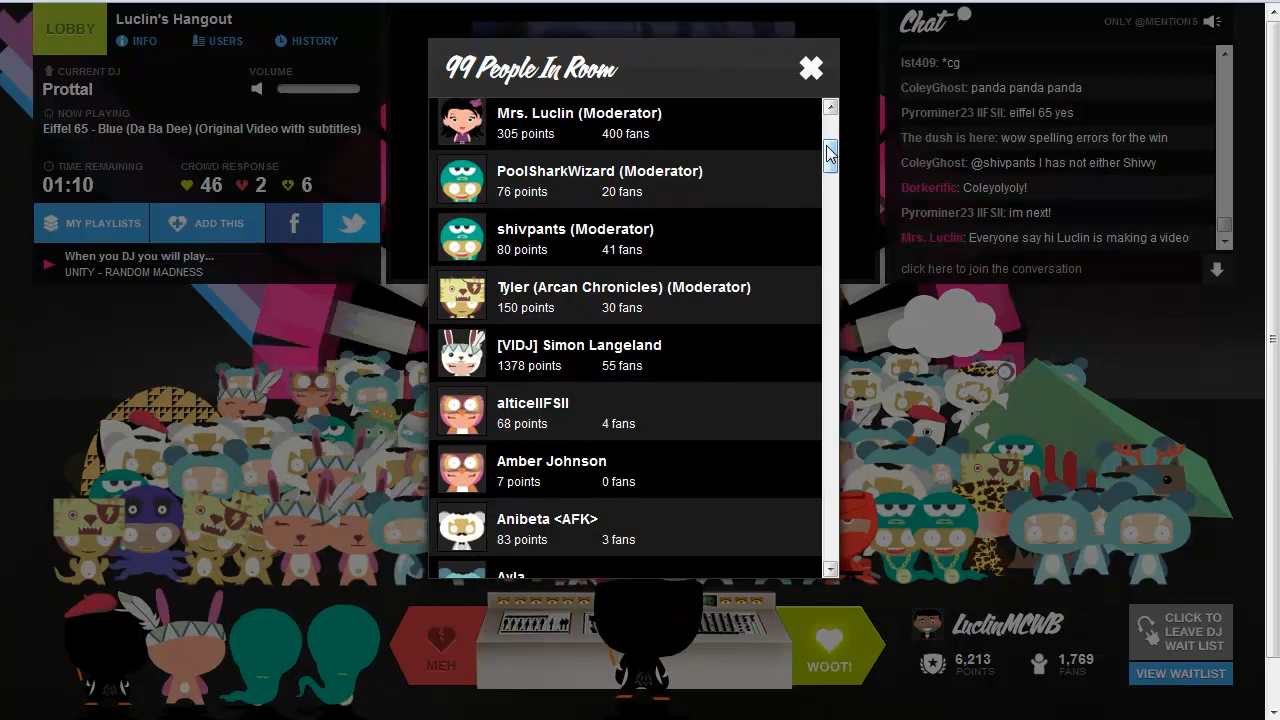 LOBBY
Luclin's Hangout
INFO
USERS
HISTORY
CURRENT DJ
VOLUME
Prottal
NOW PLAYING
Eiffel 65 - Blue (Da Ba Dee) (Original Video with subtitles)
TIME REMAINING
CROWD RESPONSE
01:10
46
2
6
MY PLAYLISTS
ADD THIS
When you DJ you will play...
UNITY - RANDOM MADNESS
99 People In Room
Mrs. Luclin (Moderator)
305 points
400 fans
PoolSharkWizard (Moderator)
76 points
20 fans
shivpants (Moderator)
80 points
41 fans
Tyler (Arcan Chronicles) (Moderator)
150 points
30 fans
[VIDJ] Simon Langeland
1378 points
55 fans
alticeIIFSII
68 points
4 fans
Amber Johnson
7 points
0 fans
Anibeta <AFK>
83 points
3 fans
Ayla
Chat
ONLY @MENTIONS
lst409: *cg
ColeyGhost: panda panda panda
Pyrominer23 IIFSII: eiffel 65 yes
The dush is here: wow spelling errors for the win
ColeyGhost: @shivpants I has not either Shivvy
Dorkerific: Coleyolyoly!
Pyrominer23 IIFSII: im next!
Mrs. Luclin: Everyone say hi Luclin is making a video
click here to join the conversation
MEH
WOOT!
LuclinMCWB
6,213
POINTS
1,769
FANS
CLICK TO
LEAVE DJ
WAIT LIST
VIEW WAITLIST